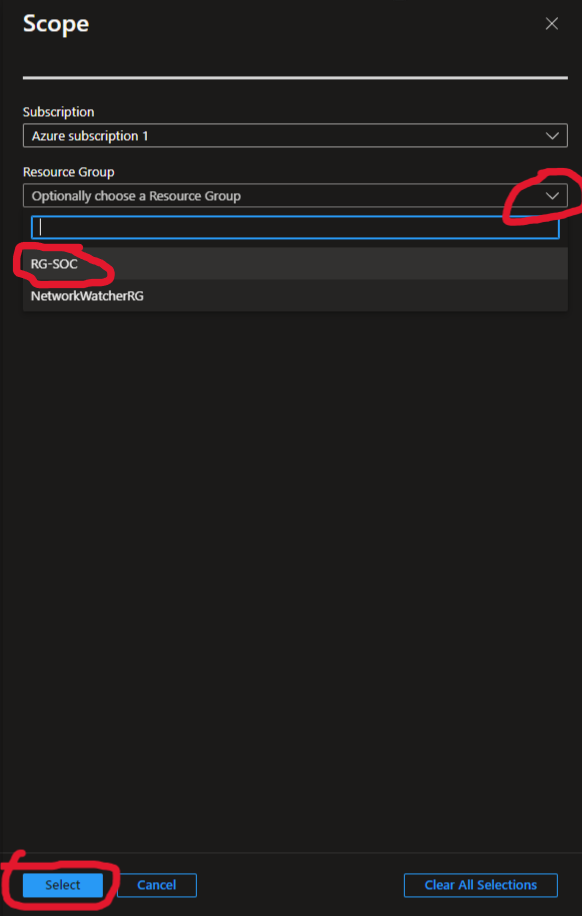 Scope
Subscription
Azure subscription 1
Resource Group
Optionally choose a Resource Group
RG-SOC
NetworkWatcherRG
Select
Cancel
Clear All Selections